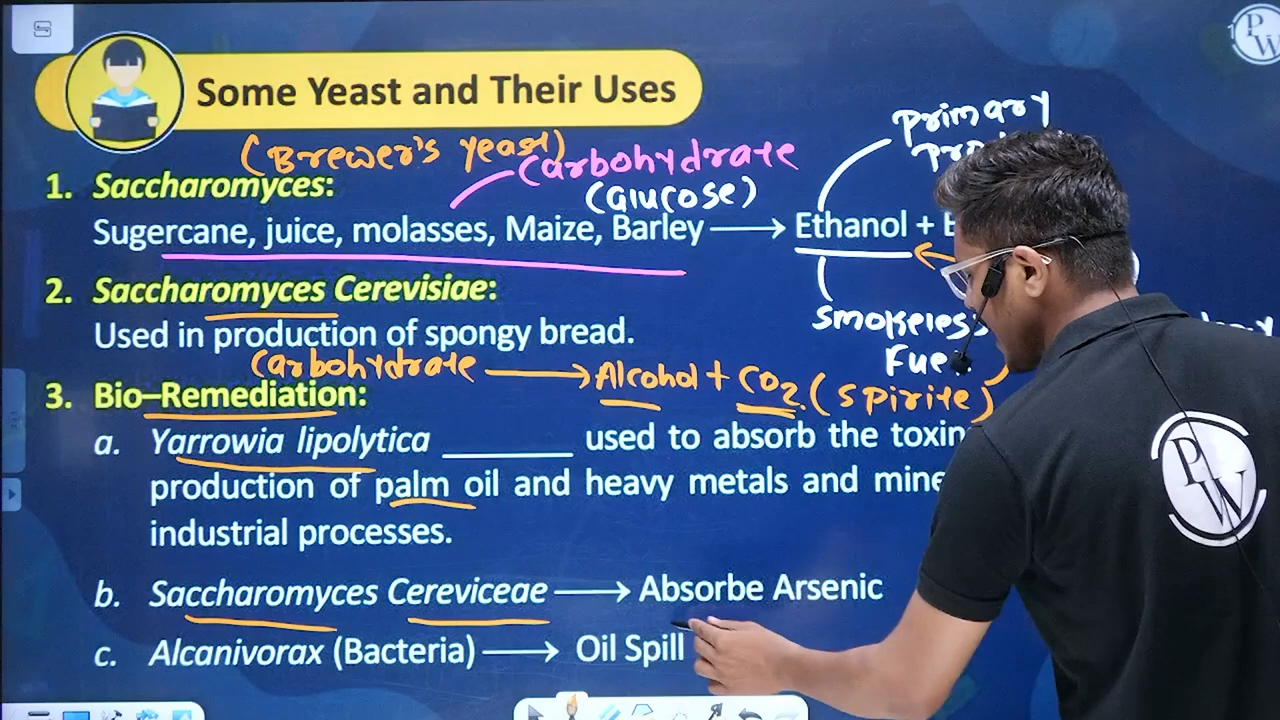 PW
Some Yeast and Their Uses
Primary
(Brewer's yeast)
Carbohydrate
1. Saccharomyces:
(Glucose)
Sugercane, juice, molasses, Maize, Barley → Ethanol +
2. Saccharomyces Cerevisiae:
Smokeless
Used in production of spongy bread.
Carbohydrate → Alcohol + CO2. (spirite)
3. Bio–Remediation:
a. Yarrowia lipolytica ________ used to absorb the
production of palm oil and heavy metals and
industrial processes.
b. Saccharomyces Cereviceae → Absorbe Arsenic
c. Alcanivorax (Bacteria) → Oil Spill
PW